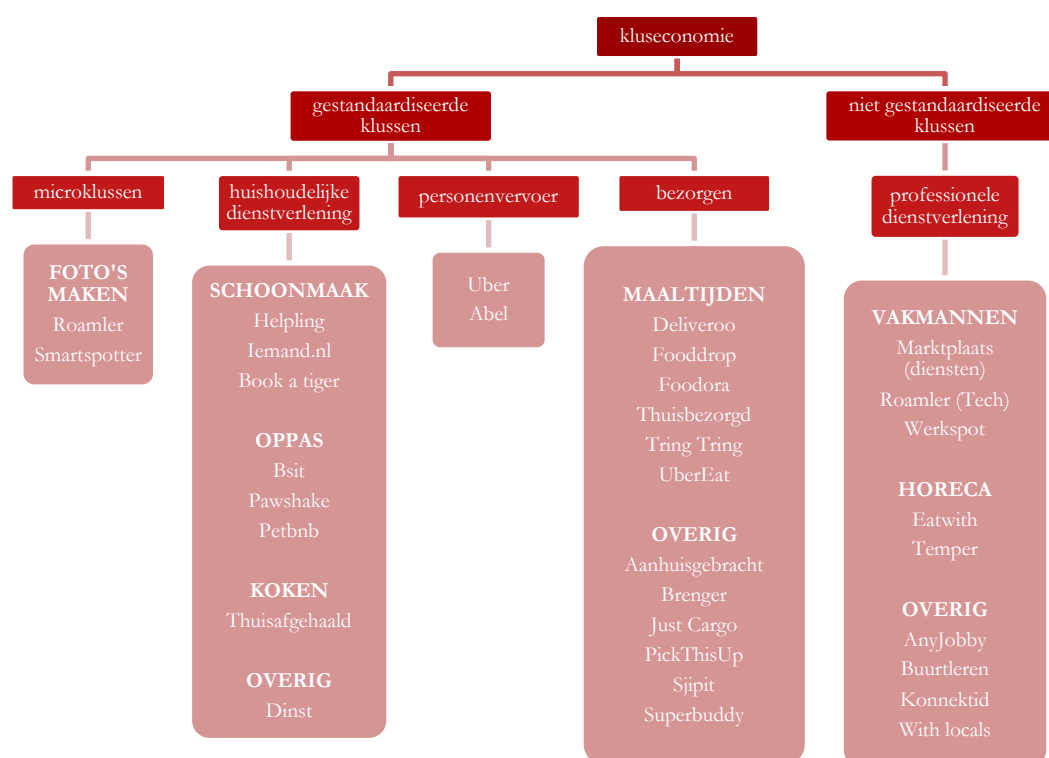 kluseconomie
gestandaardiseerde
klussen
niet gestandaardiseerde
klussen
microklussen
huishoudelijke
dienstverlening
personenvervoer
bezorgen
professionele
dienstverlening
FOTO'S
MAKEN
Roamler
Smartspotter
SCHOONMAAK
Helpling
Iemand.nl
Book a tiger
OPPAS
Bsit
Pawshake
Petbnb
KOKEN
Thuisafgehaald
OVERIG
Dinst
Uber
Abel
MAALTIJDEN
Deliveroo
Fooddrop
Foodora
Thuisbezorgd
Tring Tring
UberEat
OVERIG
Aanhuisgebracht
Brenger
Just Cargo
PickThisUp
Sjipit
Superbuddy
VAKMANNEN
Marktplaats
(diensten)
Roamler (Tech)
Werkspot
HORECA
Eatwith
Temper
OVERIG
AnyJobby
Buurtleren
Konnektid
With locals